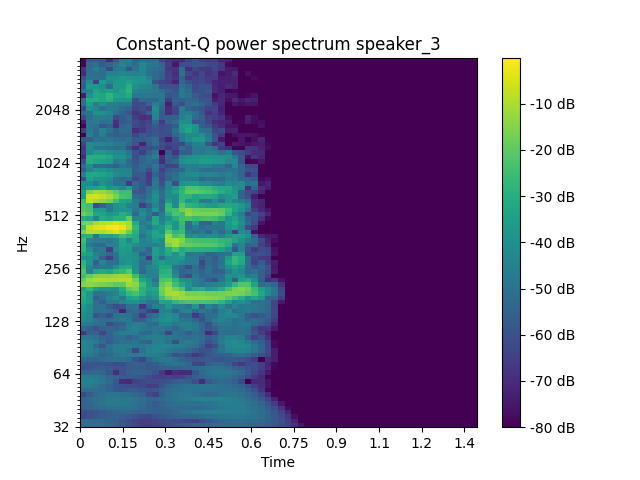 Constant-Q power spectrum speaker_3
2048
1024
512
256
128
64
32
Hz
0 0.15 0.3 0.45 0.6 0.75 0.9 1.1 1.2 1.4
Time
-10 dB
-20 dB
-30 dB
-40 dB
-50 dB
-60 dB
-70 dB
-80 dB